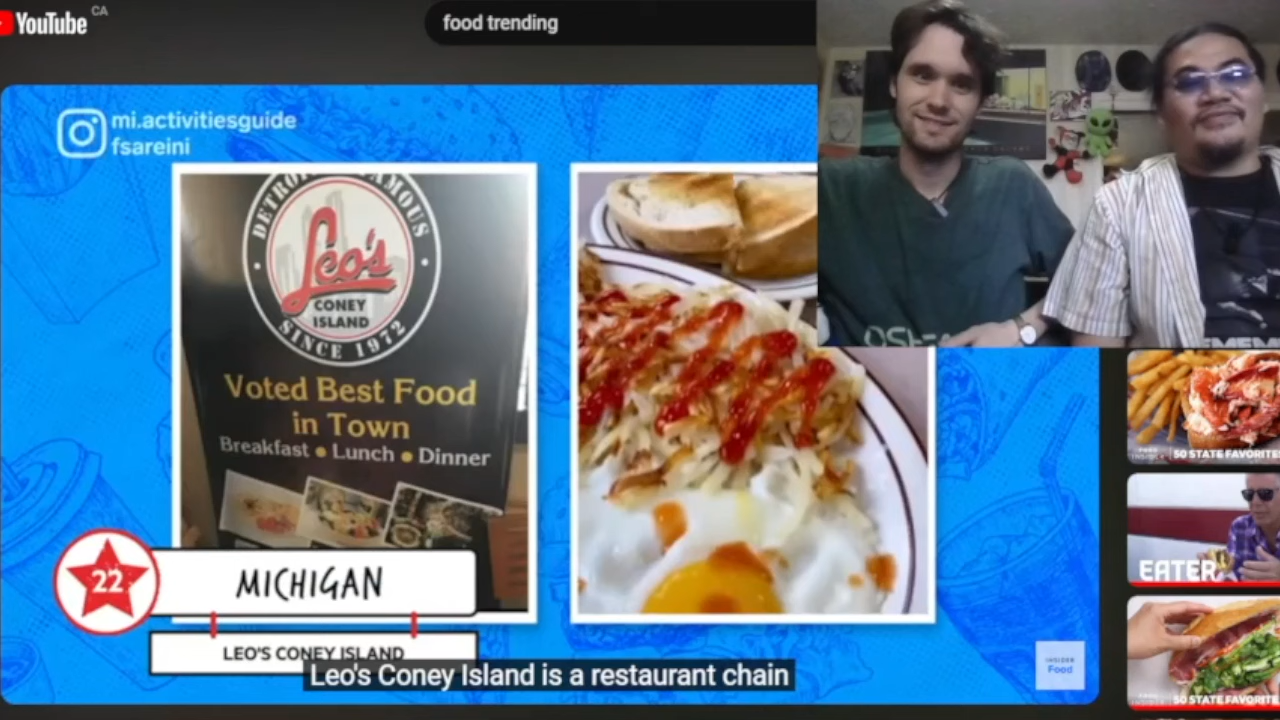 YouTube
CA
food trending
mi.activitiesguide
fsareini
DETROIT'S FAMOUS
Leo's
CONEY
ISLAND
SINCE 1972
Voted Best Food
in Town
Breakfast • Lunch • Dinner
22
MICHIGAN
LEO'S CONEY ISLAND
Leo's Coney Island is a restaurant chain
INSIDER
Food
50 STATE FAVORITES
EATER
50 STATE FAVORITES